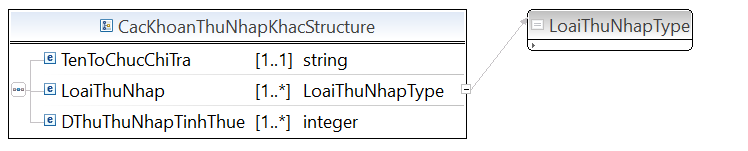 CacKhoanThuNhapKhacStructure
TenToChucChiTra [1..1] string
LoaiThuNhap [1..*] LoaiThuNhapType
DThuThuNhapTinhThue [1..*] integer
LoaiThuNhapType